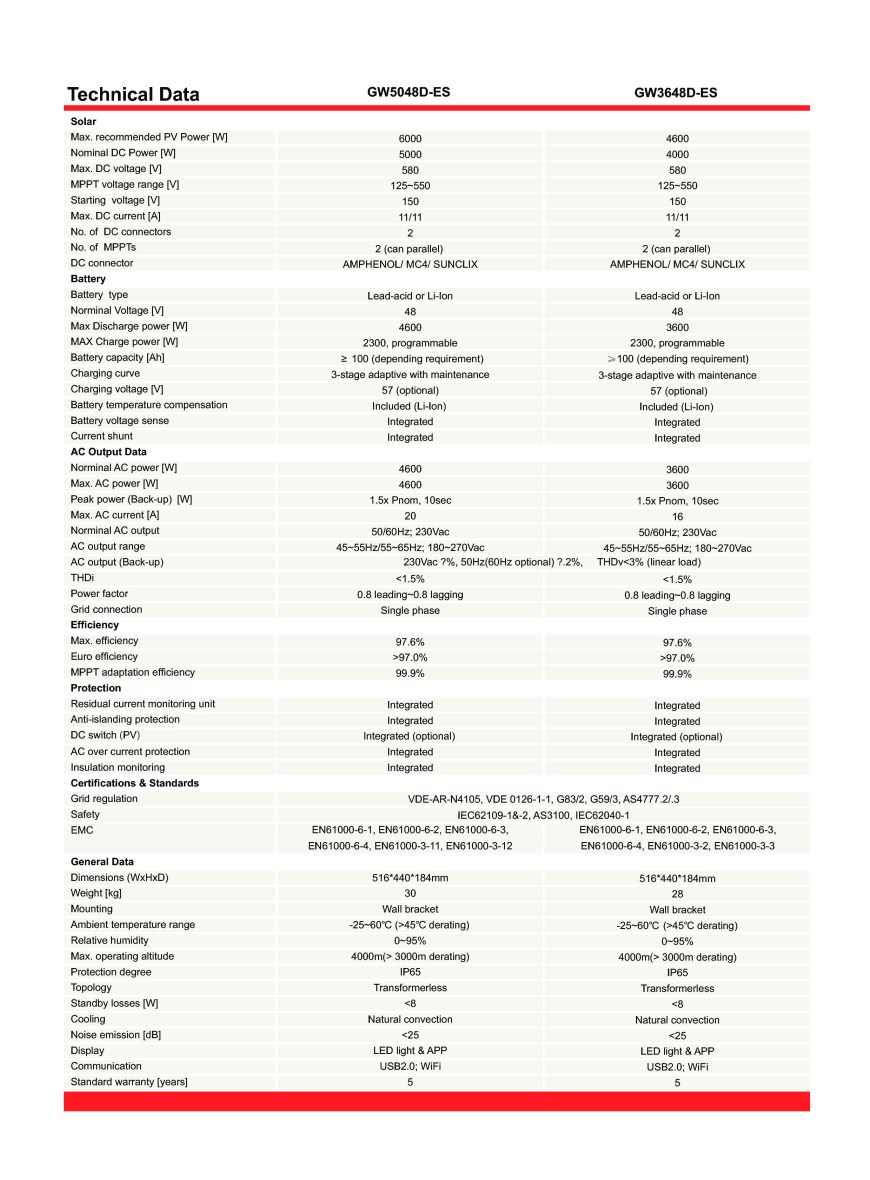 Technical Data GW5048D-ES GW3648D-ES
Solar
Max. recommended PV Power [W] 6000 4600
Nominal DC Power [W] 5000 4000
Max. DC voltage [V] 580 580
MPPT voltage range [V] 125~550 125~550
Starting voltage [V] 150 150
Max. DC current [A] 11/11 11/11
No. of DC connectors 2 2
No. of MPPTs 2 (can parallel) 2 (can parallel)
DC connector AMPHENOL/ MC4/ SUNCLIX AMPHENOL/ MC4/ SUNCLIX
Battery
Battery type Lead-acid or Li-Ion Lead-acid or Li-Ion
Norminal Voltage [V] 48 48
Max Discharge power [W] 4600 3600
MAX Charge power [W] 2300, programmable 2300, programmable
Battery capacity [Ah] ≥ 100 (depending requirement) ⩾100 (depending requirement)
Charging curve 3-stage adaptive with maintenance 3-stage adaptive with maintenance
Charging voltage [V] 57 (optional) 57 (optional)
Battery temperature compensation Included (Li-Ion) Included (Li-Ion)
Battery voltage sense Integrated Integrated
Current shunt Integrated Integrated
AC Output Data
Norminal AC power [W] 4600 3600
Max. AC power [W] 4600 3600
Peak power (Back-up) [W] 1.5x Pnom, 10sec 1.5x Pnom, 10sec
Max. AC current [A] 20 16
Norminal AC output 50/60Hz; 230Vac 50/60Hz; 230Vac
AC output range 45~55Hz/55~65Hz; 180~270Vac 45~55Hz/55~65Hz; 180~270Vac
AC output (Back-up) 230Vac ?%, 50Hz(60Hz optional) ?.2%, THDv<3% (linear load)
THDi <1.5% <1.5%
Power factor 0.8 leading~0.8 lagging 0.8 leading~0.8 lagging
Grid connection Single phase Single phase
Efficiency
Max. efficiency 97.6% 97.6%
Euro efficiency >97.0% >97.0%
MPPT adaptation efficiency 99.9% 99.9%
Protection
Residual current monitoring unit Integrated Integrated
Anti-islanding protection Integrated Integrated
DC switch (PV) Integrated (optional) Integrated (optional)
AC over current protection Integrated Integrated
Insulation monitoring Integrated Integrated
Certifications & Standards
Grid regulation VDE-AR-N4105, VDE 0126-1-1, G83/2, G59/3, AS4777.2/.3
Safety IEC62109-1&-2, AS3100, IEC62040-1
EMC EN61000-6-1, EN61000-6-2, EN61000-6-3, EN61000-6-1, EN61000-6-2, EN61000-6-3,
EN61000-6-4, EN61000-3-11, EN61000-3-12 EN61000-6-4, EN61000-3-2, EN61000-3-3
General Data
Dimensions (WxHxD) 516*440*184mm 516*440*184mm
Weight [kg] 30 28
Mounting Wall bracket Wall bracket
Ambient temperature range -25~60℃ (>45℃ derating) -25~60℃ (>45℃ derating)
Relative humidity 0~95% 0~95%
Max. operating altitude 4000m(> 3000m derating) 4000m(> 3000m derating)
Protection degree IP65 IP65
Topology Transformerless Transformerless
Standby losses [W] <8 <8
Cooling Natural convection Natural convection
Noise emission [dB] <25 <25
Display LED light & APP LED light & APP
Communication USB2.0; WiFi USB2.0; WiFi
Standard warranty [years] 5 5